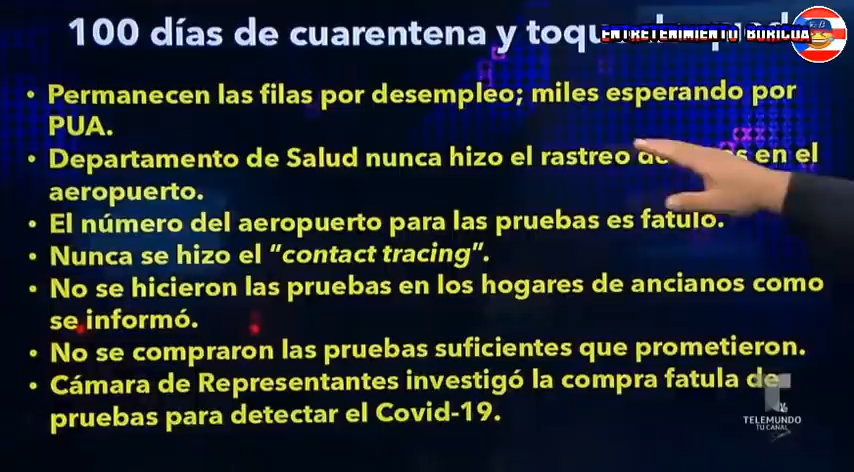 100 días de cuarentena y toque de queda
ENTRETENIMIENTO BORICUA
• Permanecen las filas por desempleo; miles esperando por
PUA.
• Departamento de Salud nunca hizo el rastreo en el
aeropuerto.
• El número del aeropuerto para las pruebas es fatulo.
• Nunca se hizo el "contact tracing".
• No se hicieron las pruebas en los hogares de ancianos como
se informó.
• No se compraron las pruebas suficientes que prometieron.
• Cámara de Representantes investigó la compra fatula de
pruebas para detectar el Covid-19.
TELEMUNDO
TU CANAL